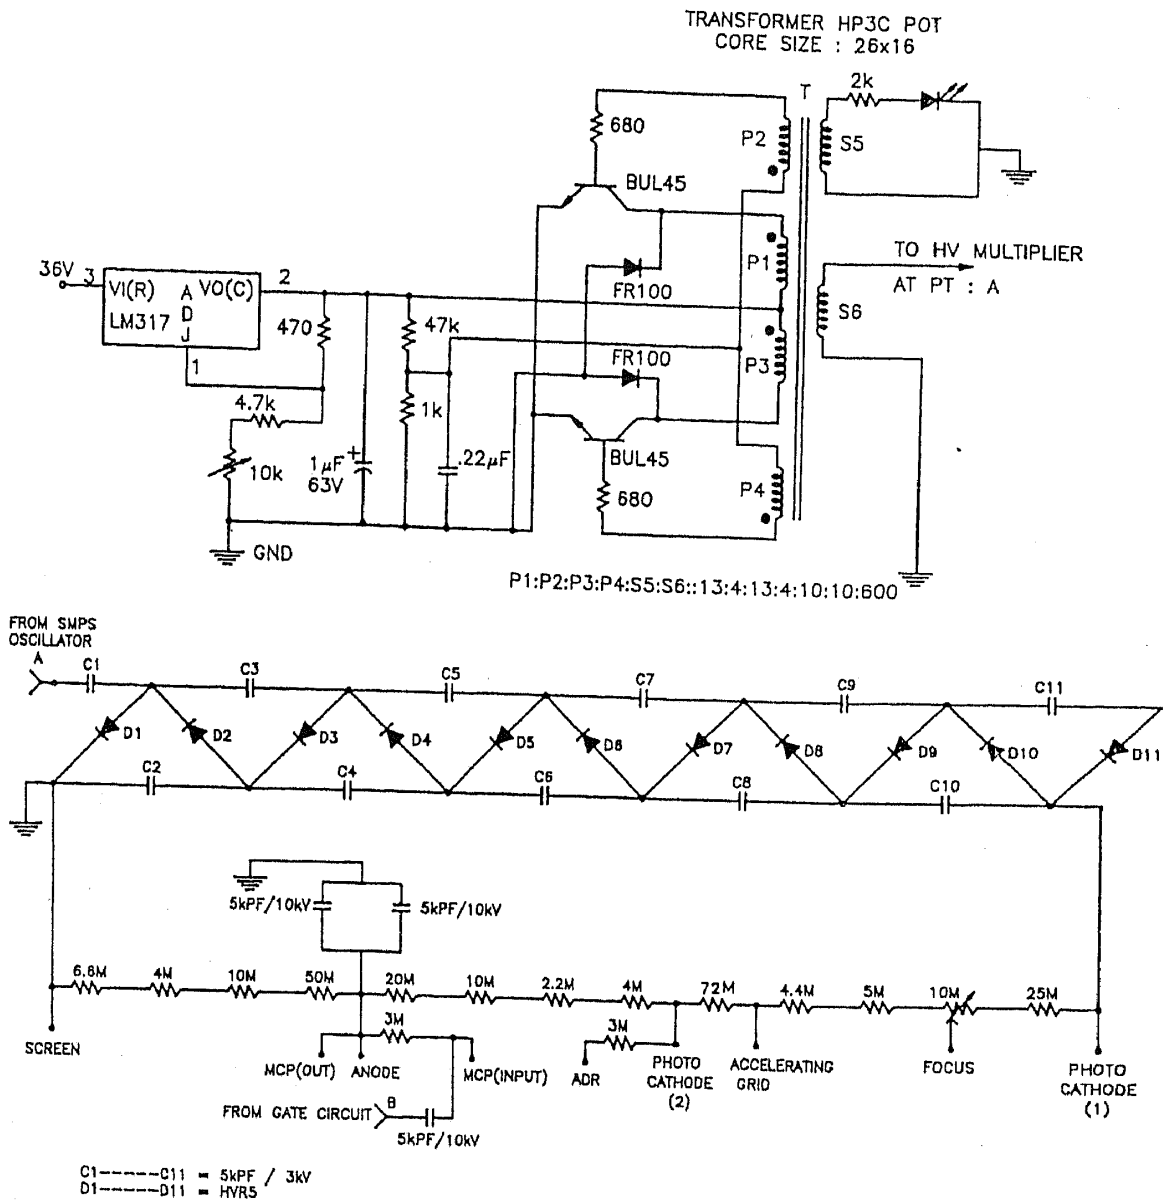 TRANSFORMER HP3C POT
CORE SIZE : 26x16
T
2k
680
P2
S5
BUL45
36V
3
VI(R)
A
D
J
VO(C)
LM317
2
1
P1
TO HV MULTIPLIER
AT PT : A
FR100
S6
470
47k
FR100
P3
4.7k
1k
10k
1µF
+
63V
.22µF
BUL45
680
P4
GND
P1:P2:P3:P4:S5:S6::13:4:13:4:10:10:600
FROM SMPS
OSCILLATOR
A
C1
C3
C5
C7
C9
C11
D1
D2
D3
D4
D5
D6
D7
D8
D9
D10
D11
C2
C4
C6
C8
C10
5kPF/10kV
5kPF/10kV
6.8M
4M
10M
50M
20M
10M
2.2M
4M
72M
4.4M
5M
10M
25M
3M
3M
SCREEN
MCP(OUT)
ANODE
MCP(INPUT)
ADR
PHOTO
CATHODE
(2)
ACCELERATING
GRID
FOCUS
PHOTO
CATHODE
(1)
FROM GATE CIRCUIT
B
5kPF/10kV
C1-----C11 = 5kPF / 3kV
D1-----D11 = HVR5